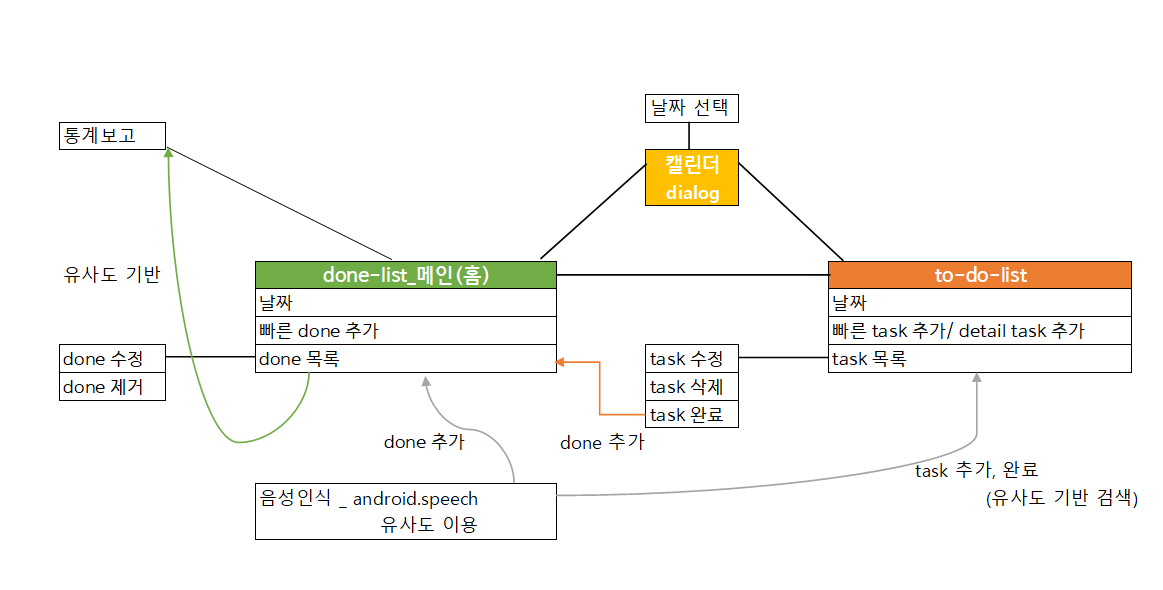 날짜 선택
캘린더
dialog
통계보고
유사도 기반
done-list_메인(홈)
날짜
빠른 done 추가
done 목록
done 수정
done 제거
to-do-list
날짜
빠른 task 추가/ detail task 추가
task 목록
task 수정
task 삭제
task 완료
done 추가
done 추가
task 추가, 완료
(유사도 기반 검색)
음성인식 _ android.speech
유사도 이용